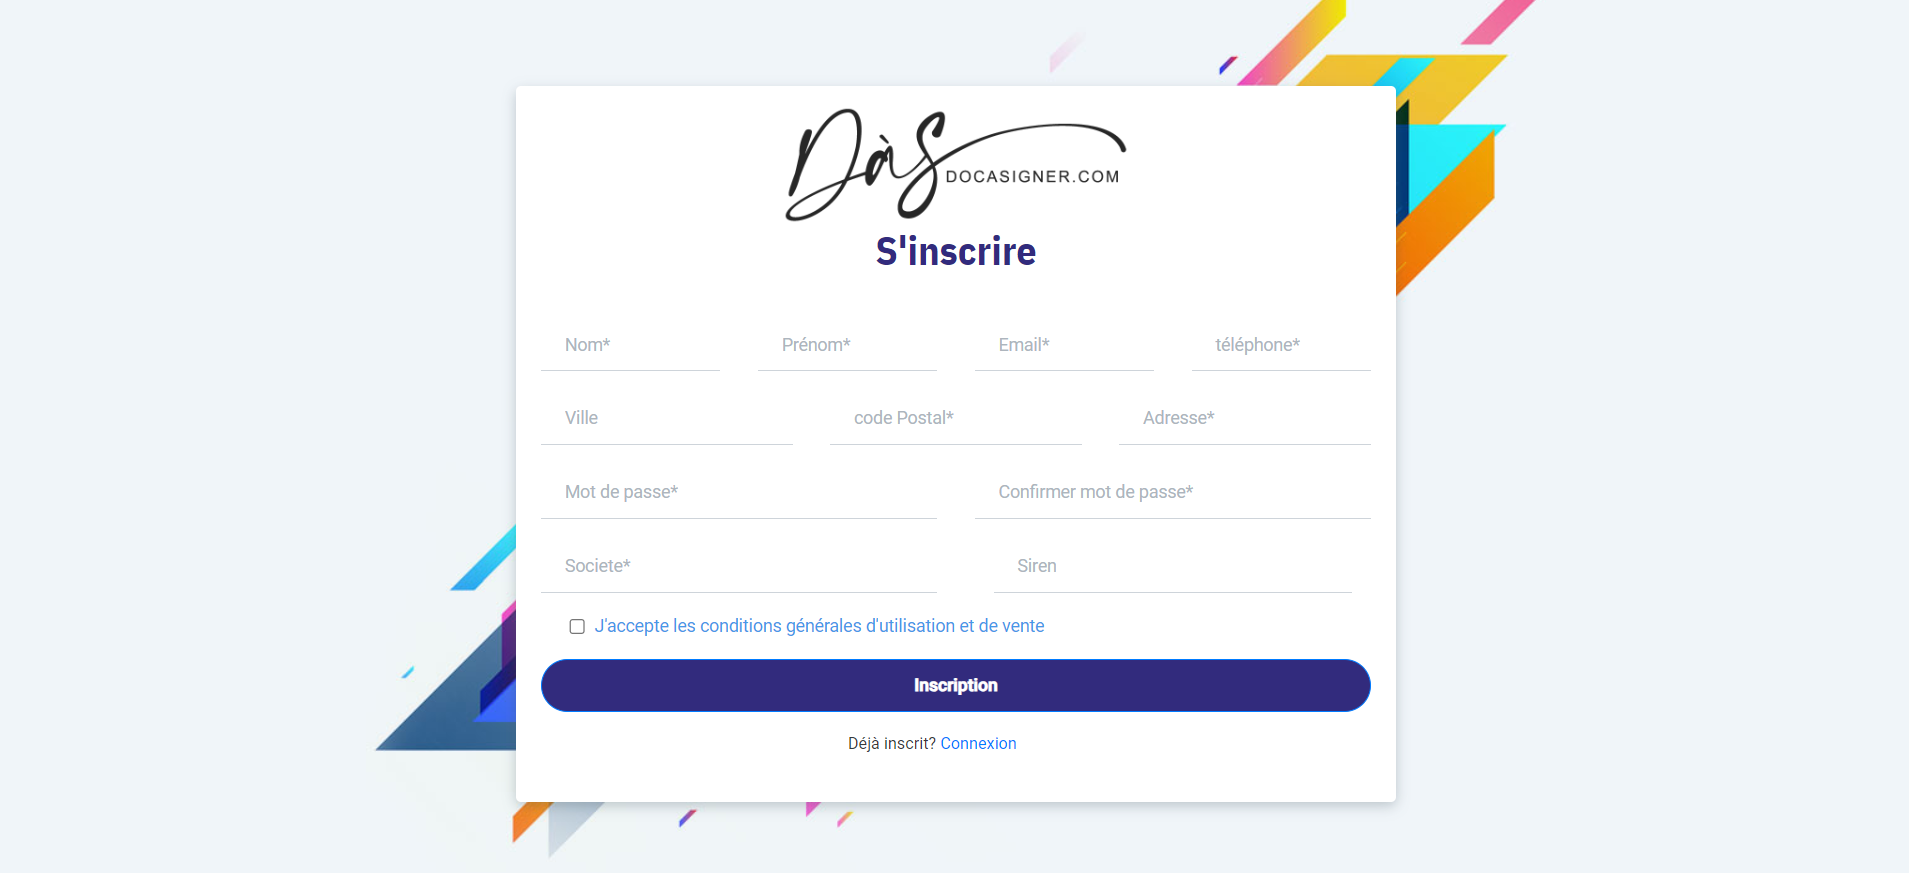 DàS
DOCASIGNER.COM
S'inscrire
Nom* Prénom* Email* téléphone*
Ville code Postal* Adresse*
Mot de passe* Confirmer mot de passe*
Societe* Siren
J'accepte les conditions générales d'utilisation et de vente
Inscription
Déjà inscrit? Connexion